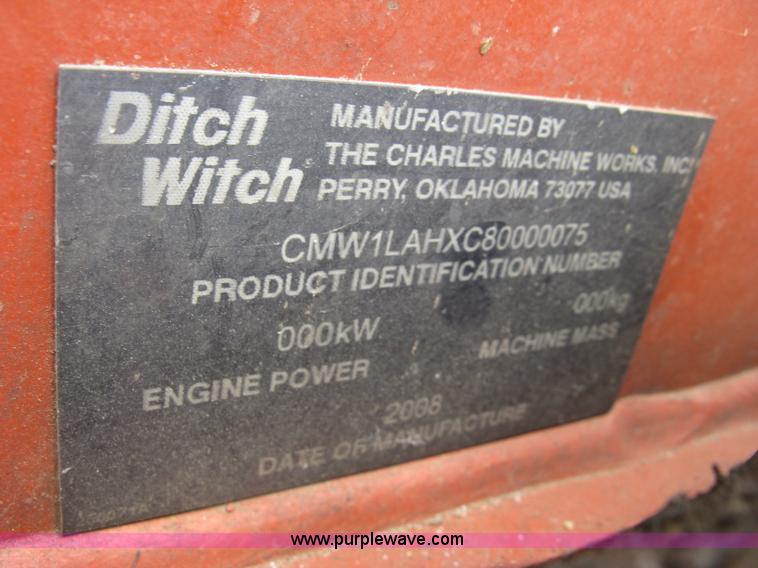 Ditch Witch
MANUFACTURED BY
THE CHARLES MACHINE WORKS, INC.
PERRY, OKLAHOMA 73077 USA
CMW1LAHXC80000075
PRODUCT IDENTIFICATION NUMBER
000kW
000kg
ENGINE POWER
MACHINE MASS
2008
DATE OF MANUFACTURE
www.purplewave.com